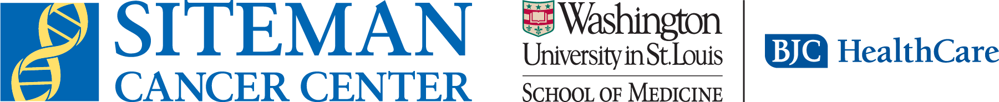 SITEMAN
CANCER CENTER
Washington
University in St. Louis
SCHOOL OF MEDICINE
BJC HealthCare